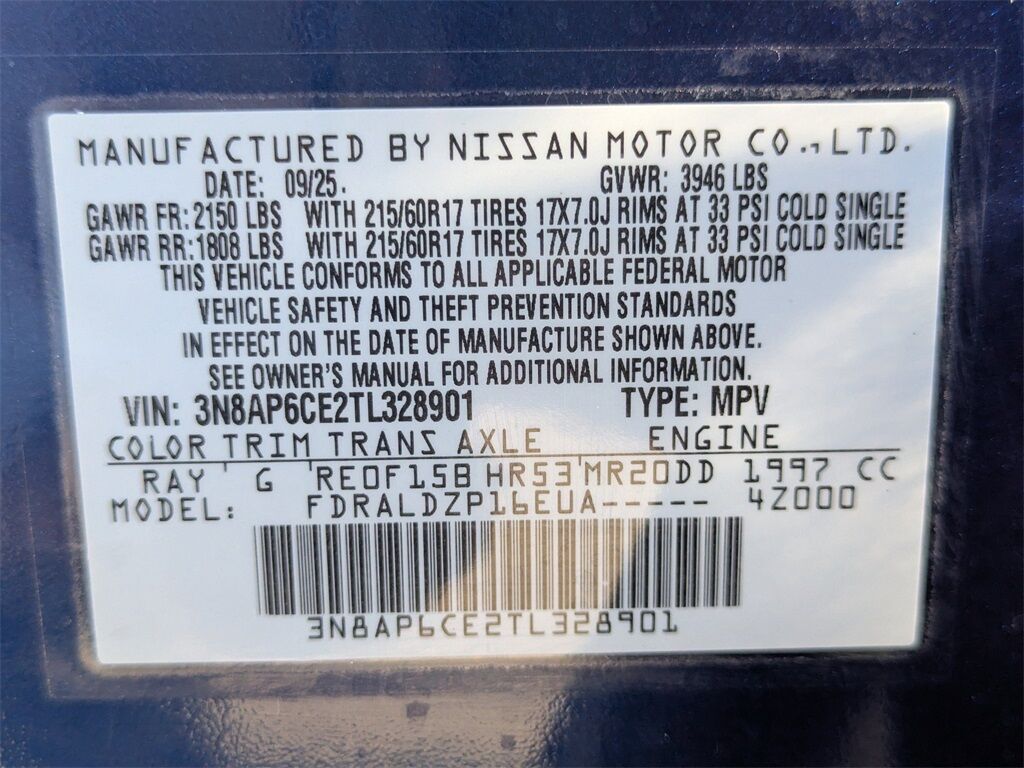 MANUFACTURED BY NISSAN MOTOR CO., LTD.
DATE: 09/25. GVWR: 3946 LBS
GAWR FR: 2150 LBS WITH 215/60R17 TIRES 17X7.0J RIMS AT 33 PSI COLD SINGLE
GAWR RR: 1808 LBS WITH 215/60R17 TIRES 17X7.0J RIMS AT 33 PSI COLD SINGLE
THIS VEHICLE CONFORMS TO ALL APPLICABLE FEDERAL MOTOR
VEHICLE SAFETY AND THEFT PREVENTION STANDARDS
IN EFFECT ON THE DATE OF MANUFACTURE SHOWN ABOVE.
SEE OWNER'S MANUAL FOR ADDITIONAL INFORMATION.
VIN: 3N8AP6CE2TL328901 TYPE: MPV
COLOR TRIM TRANS AXLE ENGINE
RAY G RE0F15B HR53 MR20DD 1997 CC
MODEL: FDRALDZP16EUA----- 4Z000
3N8AP6CE2TL328901